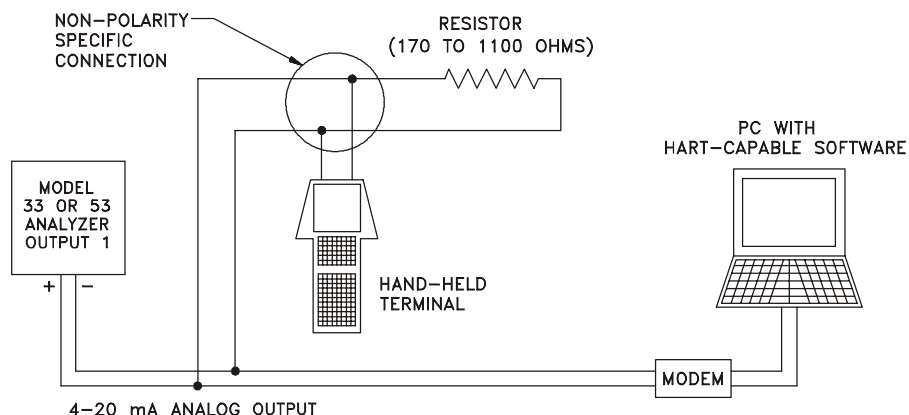 NON-POLARITY
SPECIFIC
CONNECTION
RESISTOR
(170 TO 1100 OHMS)
PC WITH
HART-CAPABLE SOFTWARE
MODEL
33 OR 53
ANALYZER
OUTPUT 1
+ −
HAND-HELD
TERMINAL
MODEM
4-20 mA ANALOG OUTPUT